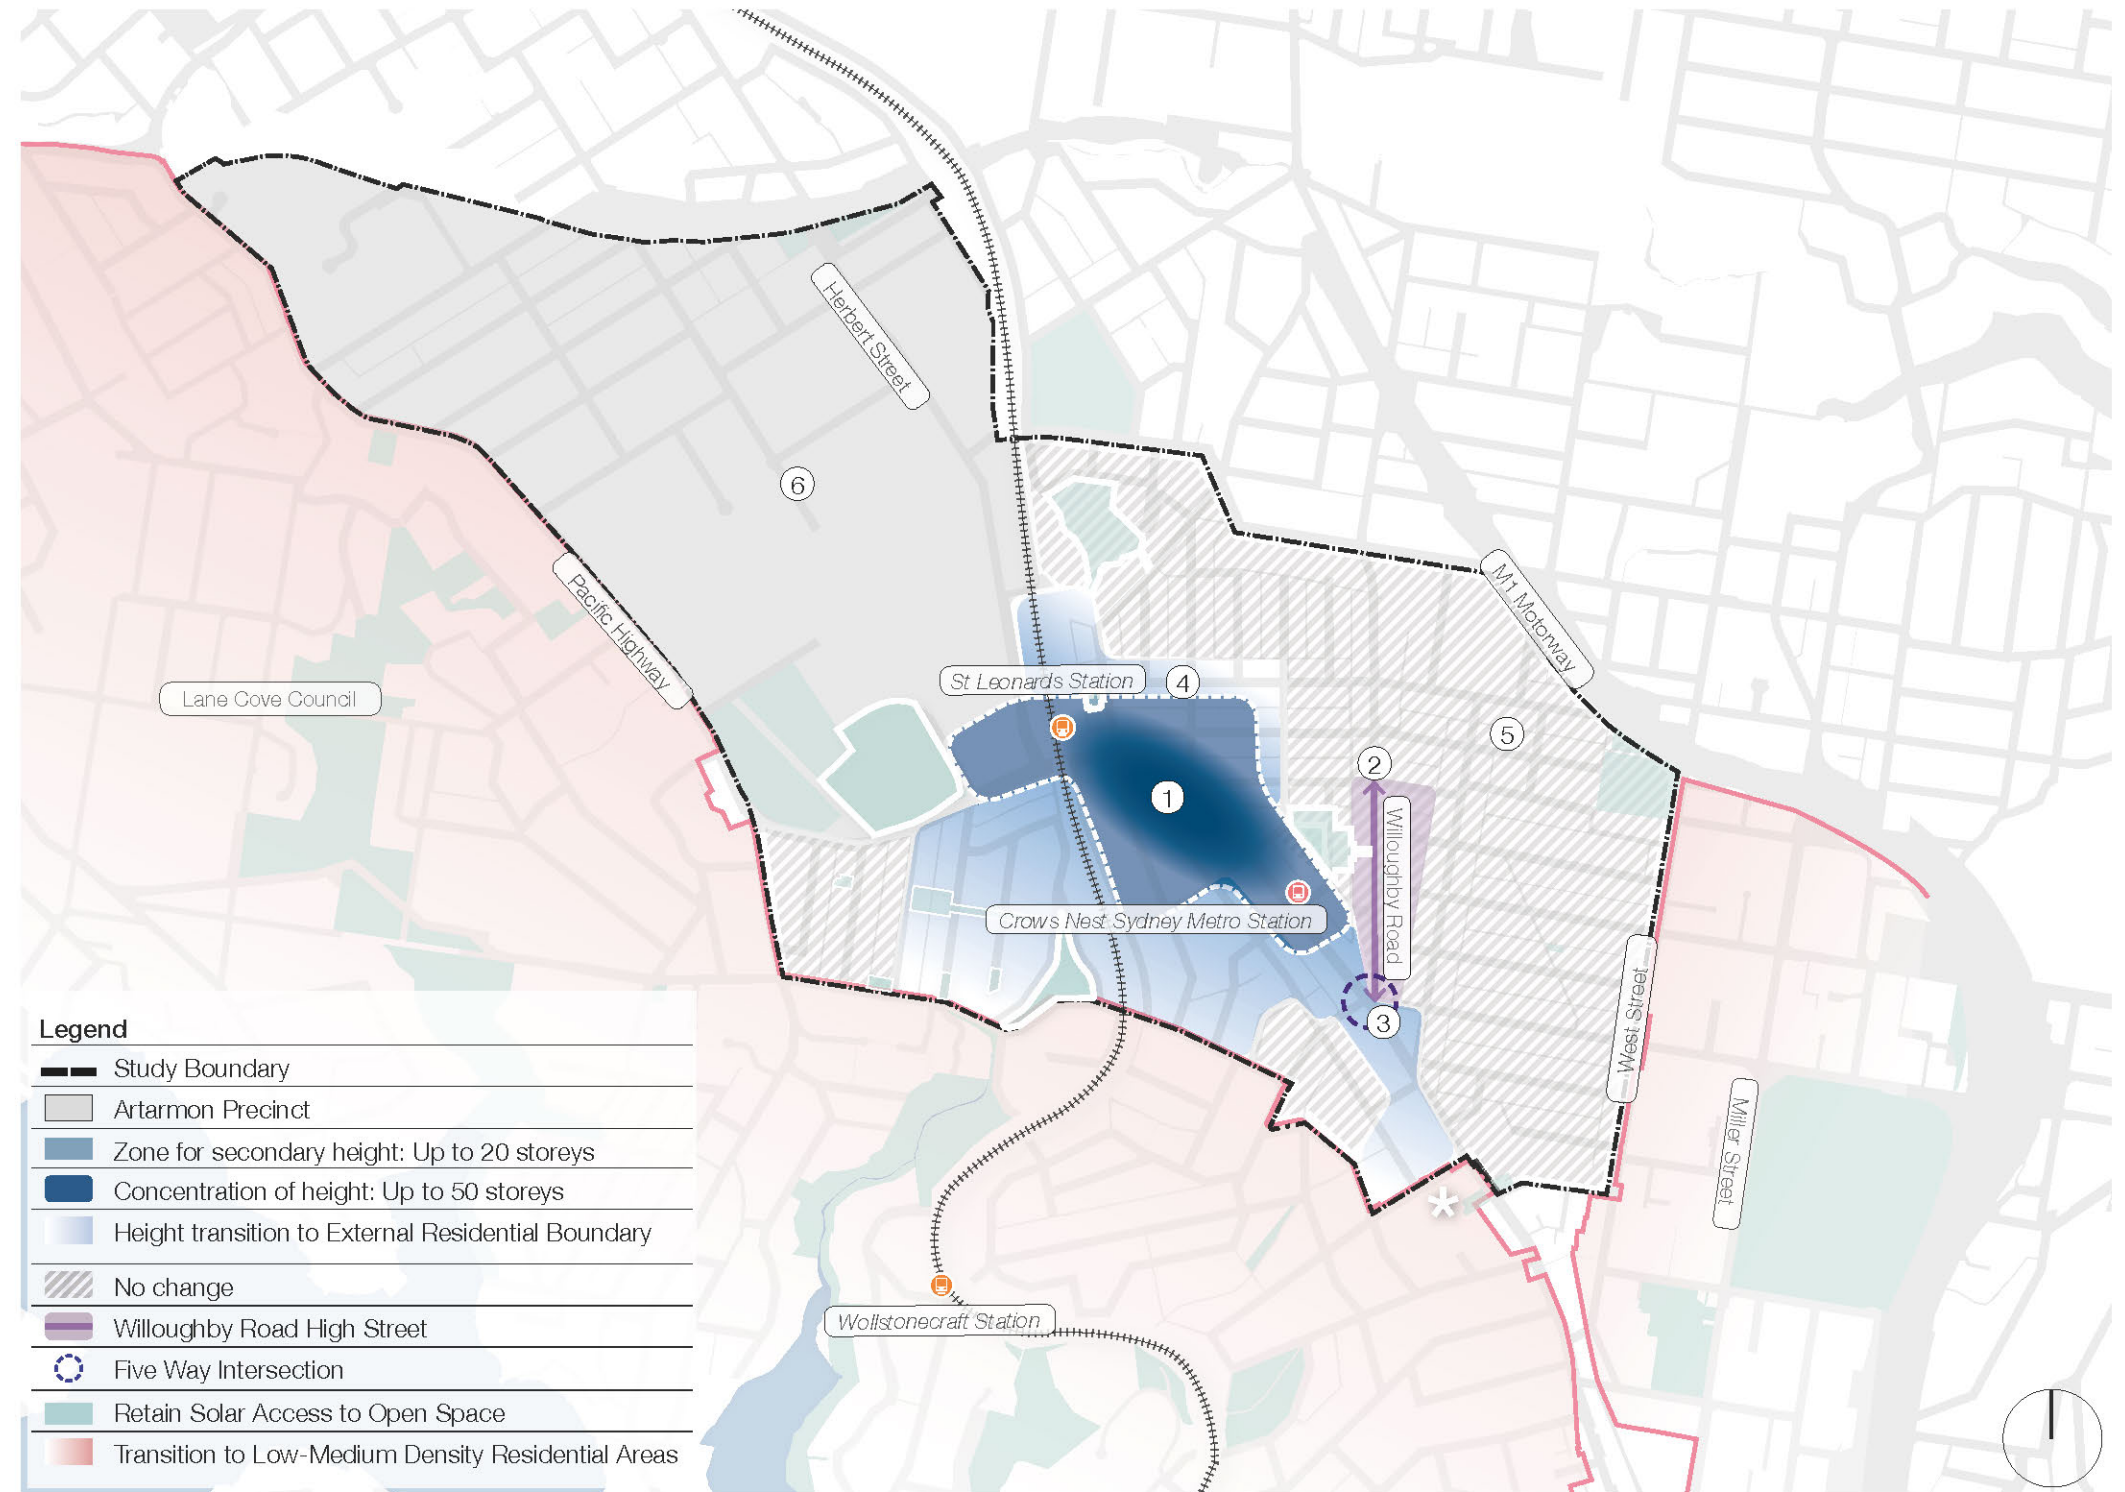 Herbert Street
6
Pacific Highway
M1 Motorway
Lane Cove Council
St Leonards Station
4
5
2
1
Willoughby Road
Crows Nest Sydney Metro Station
3
West Street
Miller Street
*
Wollstonecraft Station
Legend
Study Boundary
Artarmon Precinct
Zone for secondary height: Up to 20 storeys
Concentration of height: Up to 50 storeys
Height transition to External Residential Boundary
No change
Willoughby Road High Street
Five Way Intersection
Retain Solar Access to Open Space
Transition to Low-Medium Density Residential Areas